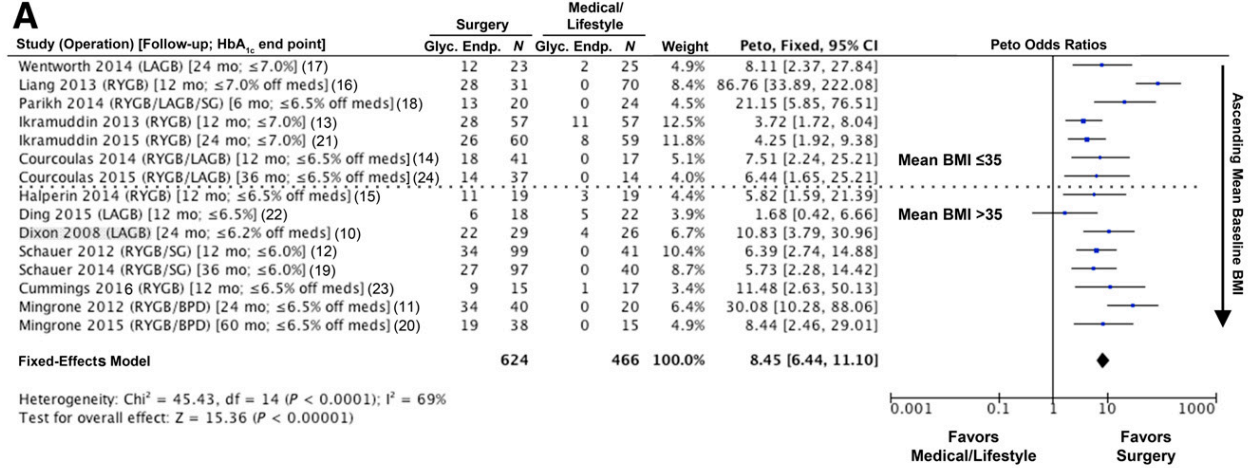 A
Surgery Medical/
Lifestyle
Study (Operation) [Follow-up; HbA1c end point] Glyc. Endp. N Glyc. Endp. N Weight Peto, Fixed, 95% CI Peto Odds Ratios
Wentworth 2014 (LAGB) [24 mo; ≤7.0%] (17) 12 23 2 25 4.9% 8.11 [2.37, 27.84]
Liang 2013 (RYGB) [12 mo; ≤7.0% off meds] (16) 28 31 0 70 8.4% 86.76 [33.89, 222.08]
Parikh 2014 (RYGB/LAGB/SG) [6 mo; ≤6.5% off meds] (18) 13 20 0 24 4.5% 21.15 [5.85, 76.51]
Ikramuddin 2013 (RYGB) [12 mo; ≤7.0%] (13) 28 57 11 57 12.5% 3.72 [1.72, 8.04]
Ikramuddin 2015 (RYGB) [24 mo; ≤7.0%] (21) 26 60 8 59 11.8% 4.25 [1.92, 9.38]
Courcoulas 2014 (RYGB/LAGB) [12 mo; ≤6.5% off meds] (14) 18 41 0 17 5.1% 7.51 [2.24, 25.21] Mean BMI ≤35
Courcoulas 2015 (RYGB/LAGB) [36 mo; ≤6.5% off meds] (24) 14 37 0 14 4.0% 6.44 [1.65, 25.21]
Halperin 2014 (RYGB) [12 mo; ≤6.5% off meds] (15) 11 19 3 19 4.4% 5.82 [1.59, 21.39]
Ding 2015 (LAGB) [12 mo; ≤6.5%] (22) 6 18 5 22 3.9% 1.68 [0.42, 6.66] Mean BMI >35
Dixon 2008 (LAGB) [24 mo; ≤6.2% off meds] (10) 22 29 4 26 6.7% 10.83 [3.79, 30.96]
Schauer 2012 (RYGB/SG) [12 mo; ≤6.0%] (12) 34 99 0 41 10.4% 6.39 [2.74, 14.88]
Schauer 2014 (RYGB/SG) [36 mo; ≤6.0%] (19) 27 97 0 40 8.7% 5.73 [2.28, 14.42]
Cummings 2016 (RYGB) [12 mo; ≤6.5% off meds] (23) 9 15 1 17 3.4% 11.48 [2.63, 50.13]
Mingrone 2012 (RYGB/BPD) [24 mo; ≤6.5% off meds] (11) 34 40 0 20 6.4% 30.08 [10.28, 88.06]
Mingrone 2015 (RYGB/BPD) [60 mo; ≤6.5% off meds] (20) 19 38 0 15 4.9% 8.44 [2.46, 29.01]
Ascending Mean Baseline BMI
Fixed-Effects Model 624 466 100.0% 8.45 [6.44, 11.10]
Heterogeneity: Chi² = 45.43, df = 14 (P < 0.0001); I² = 69%
Test for overall effect: Z = 15.36 (P < 0.00001)
0.001 0.1 1 10 1000
Favors
Medical/Lifestyle
Favors
Surgery